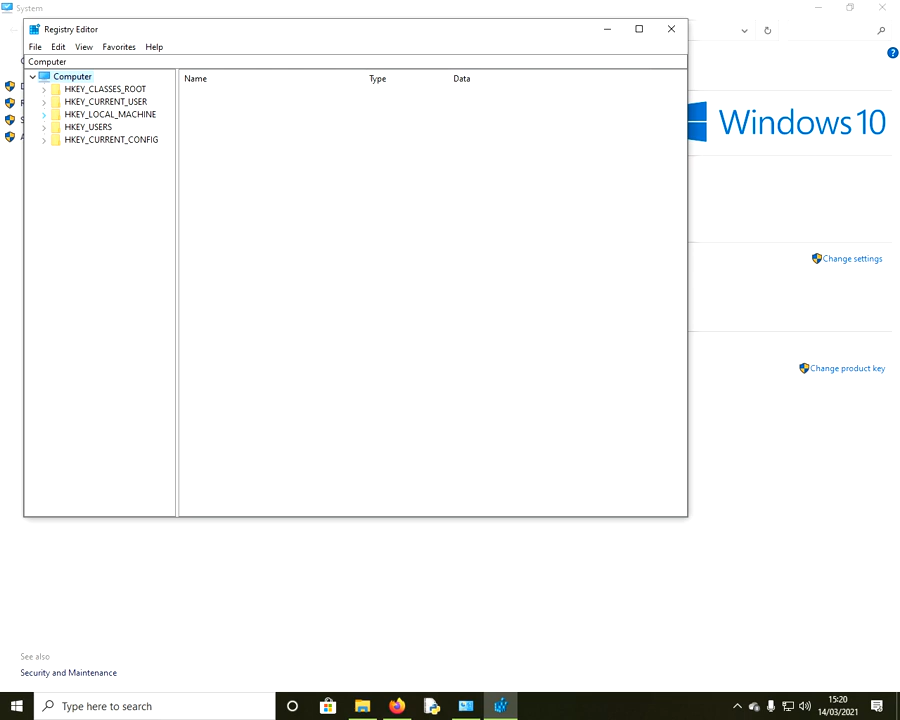 System
Registry Editor
File Edit View Favorites Help
Computer
Computer
HKEY_CLASSES_ROOT
HKEY_CURRENT_USER
HKEY_LOCAL_MACHINE
HKEY_USERS
HKEY_CURRENT_CONFIG
Name Type Data
Windows 10
Change settings
Change product key
See also
Security and Maintenance
Type here to search
15:20
14/03/2021